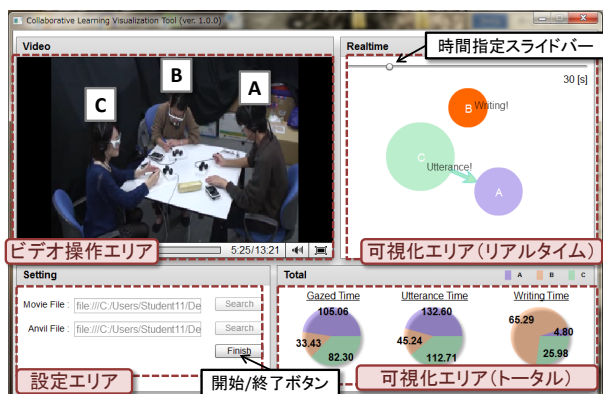 Collaborative Learning Visualization Tool (ver. 1.0.0)
Video
Realtime
時間指定スライドバー
30 [s]
C
B
A
B Writing!
C
Utterance!
A
ビデオ操作エリア
5:25/13:21
可視化エリア(リアルタイム)
Setting
Total
A B C
Movie File : file:///C:/Users/Student11/De Search
Anvil File : file:///C:/Users/Student11/De Search
Finish
Gazed Time
105.06
33.43
82.30
Utterance Time
132.60
45.24
112.71
Writing Time
65.29
4.80
25.98
設定エリア
開始/終了ボタン
可視化エリア(トータル)